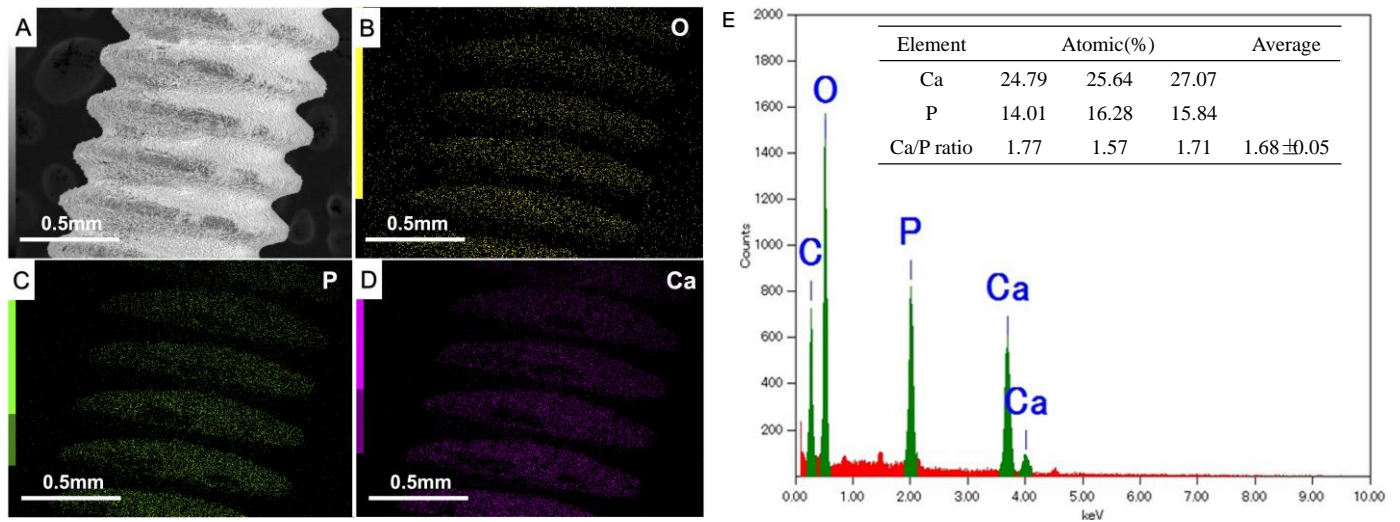 A
0.5mm
B
O
C
P
0.5mm
D
Ca
0.5mm
E
2000
1800
1600
1400
1200
1000
800
600
400
200
Counts
O
C
P
Ca
Ca
Element Atomic(%) Average
Ca 24.79 25.64 27.07
P 14.01 16.28 15.84
Ca/P ratio 1.77 1.57 1.71 1.68±0.05
0.00 1.00 2.00 3.00 4.00 5.00 6.00 7.00 8.00 9.00 10.00
keV